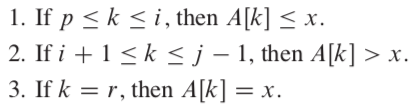 1. If p ≤ k ≤ i, then A[k] ≤ x.
2. If i + 1 ≤ k ≤ j − 1, then A[k] > x.
3. If k = r, then A[k] = x.